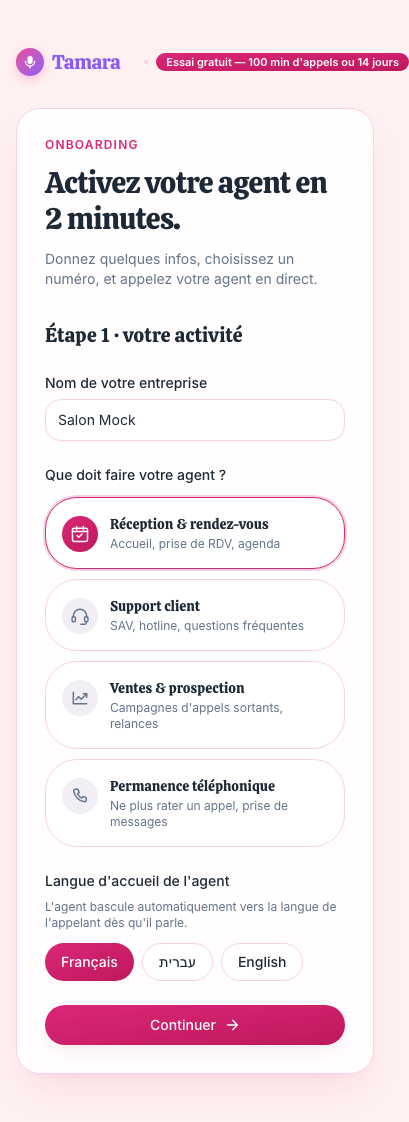 Tamara
Essai gratuit — 100 min d'appels ou 14 jours
ONBOARDING
Activez votre agent en
2 minutes.
Donnez quelques infos, choisissez un
numéro, et appelez votre agent en direct.
Étape 1 · votre activité
Nom de votre entreprise
Salon Mock
Que doit faire votre agent ?
Réception & rendez-vous
Accueil, prise de RDV, agenda
Support client
SAV, hotline, questions fréquentes
Ventes & prospection
Campagnes d'appels sortants,
relances
Permanence téléphonique
Ne plus rater un appel, prise de
messages
Langue d'accueil de l'agent
L'agent bascule automatiquement vers la langue de
l'appelant dès qu'il parle.
Français
עברית
English
Continuer →